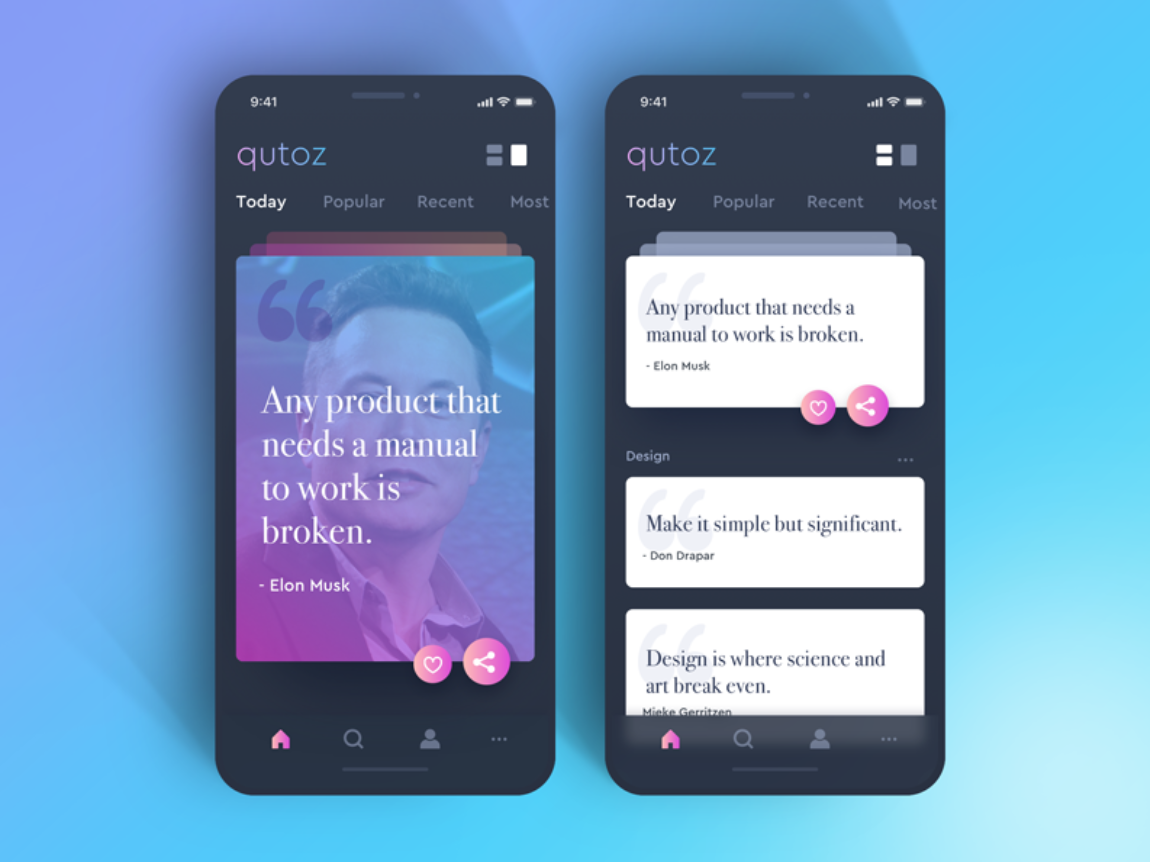 9:41
qutoz
Today Popular Recent Most
“
Any product that
needs a manual
to work is
broken.
- Elon Musk
9:41
qutoz
Today Popular Recent Most
“
Any product that needs a
manual to work is broken.
- Elon Musk
Design
“
Make it simple but significant.
- Don Drapar
“
Design is where science and
art break even.
Mieke Gerritzen